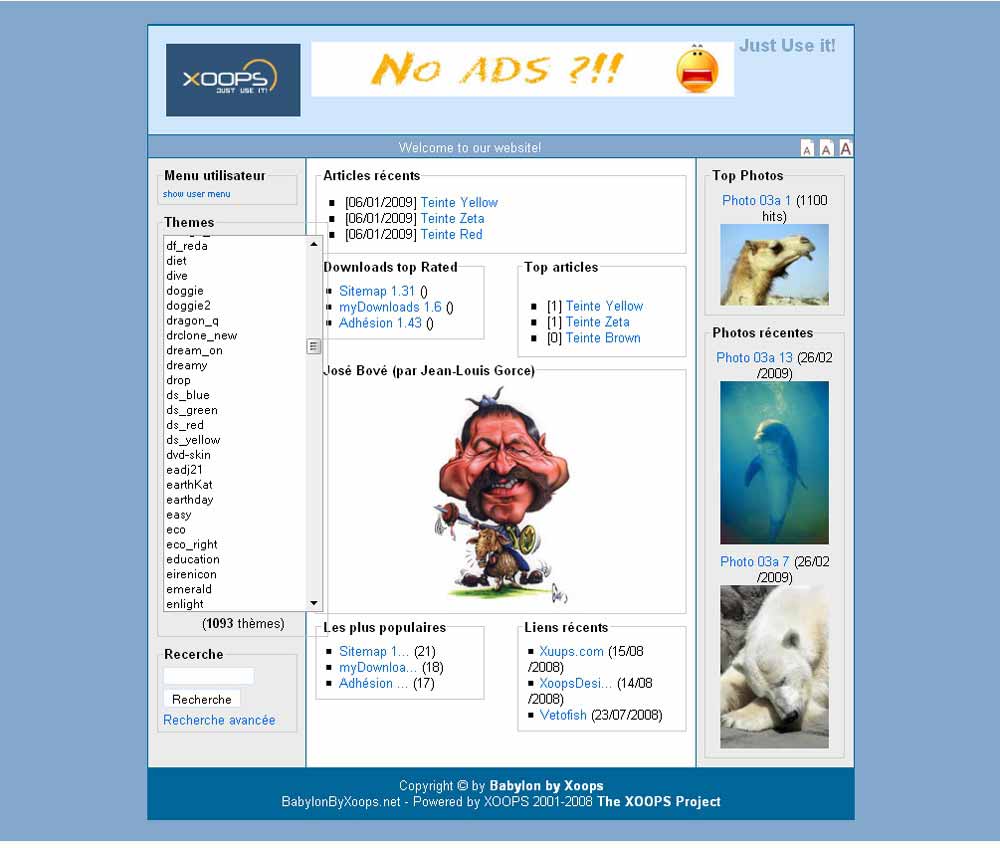 XOOPS
JUST USE IT!
NO ADS ?!!
Just Use it!
Welcome to our website!
A A A
Menu utilisateur
show user menu
Themes
df_reda
diet
dive
doggie
doggie2
dragon_q
drclone_new
dream_on
dreamy
drop
ds_blue
ds_green
ds_red
ds_yellow
dvd-skin
eadj21
earthKat
earthday
easy
eco
eco_right
education
eirenicon
emerald
enlight
(1093 thèmes)
Recerche
Recherche
Recherche avancée
Articles récents
[06/01/2009] Teinte Yellow
[06/01/2009] Teinte Zeta
[06/01/2009] Teinte Red
Downloads top Rated
Sitemap 1.31 ()
myDownloads 1.6 ()
Adhésion 1.43 ()
Top articles
[1] Teinte Yellow
[1] Teinte Zeta
[0] Teinte Brown
José Bové (par Jean-Louis Gorce)
Les plus populaires
Sitemap 1... (21)
myDownloa... (18)
Adhésion ... (17)
Liens récents
Xuups.com (15/08
/2008)
XoopsDesi... (14/08
/2008)
Vetofish (23/07/2008)
Top Photos
Photo 03a 1 (1100
hits)
Photos récentes
Photo 03a 13 (26/02
/2009)
Photo 03a 7 (26/02
/2009)
Copyright © by Babylon by Xoops
BabylonByXoops.net - Powered by XOOPS 2001-2008 The XOOPS Project